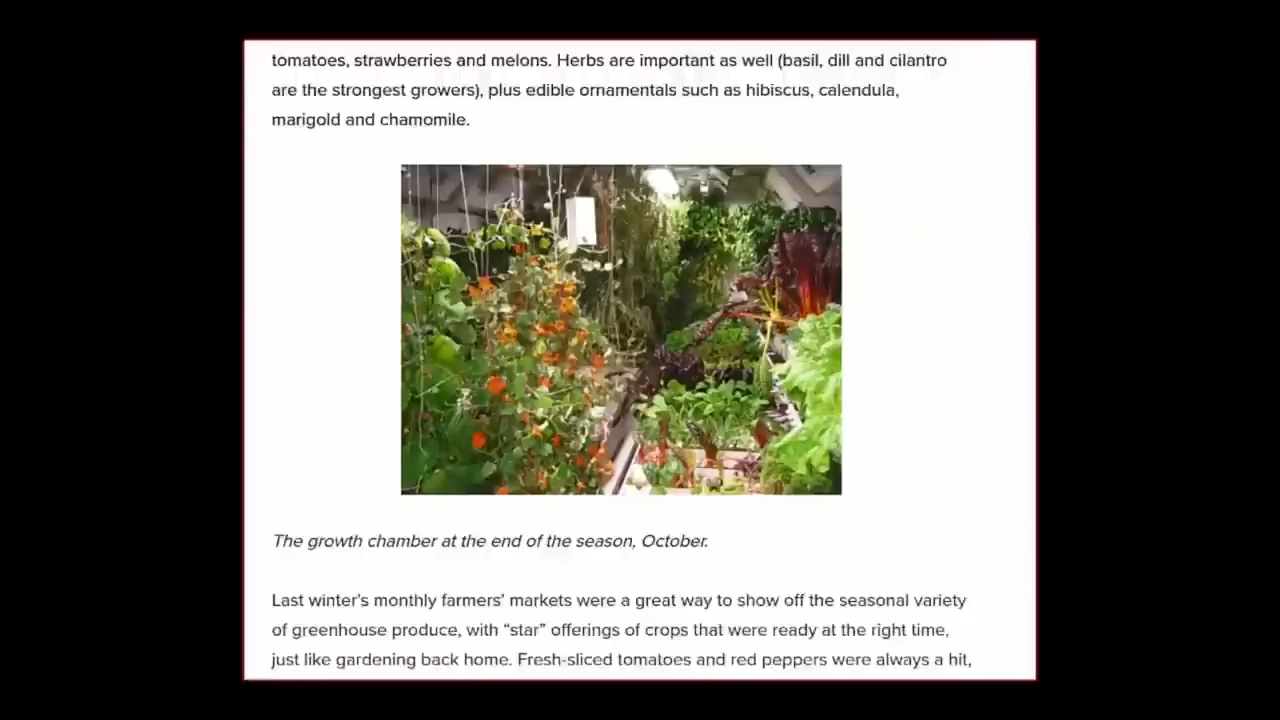 tomatoes, strawberries and melons. Herbs are important as well (basil, dill and cilantro
are the strongest growers), plus edible ornamentals such as hibiscus, calendula,
marigold and chamomile.
The growth chamber at the end of the season, October.
Last winter’s monthly farmers’ markets were a great way to show off the seasonal variety
of greenhouse produce, with “star” offerings of crops that were ready at the right time,
just like gardening back home. Fresh-sliced tomatoes and red peppers were always a hit,